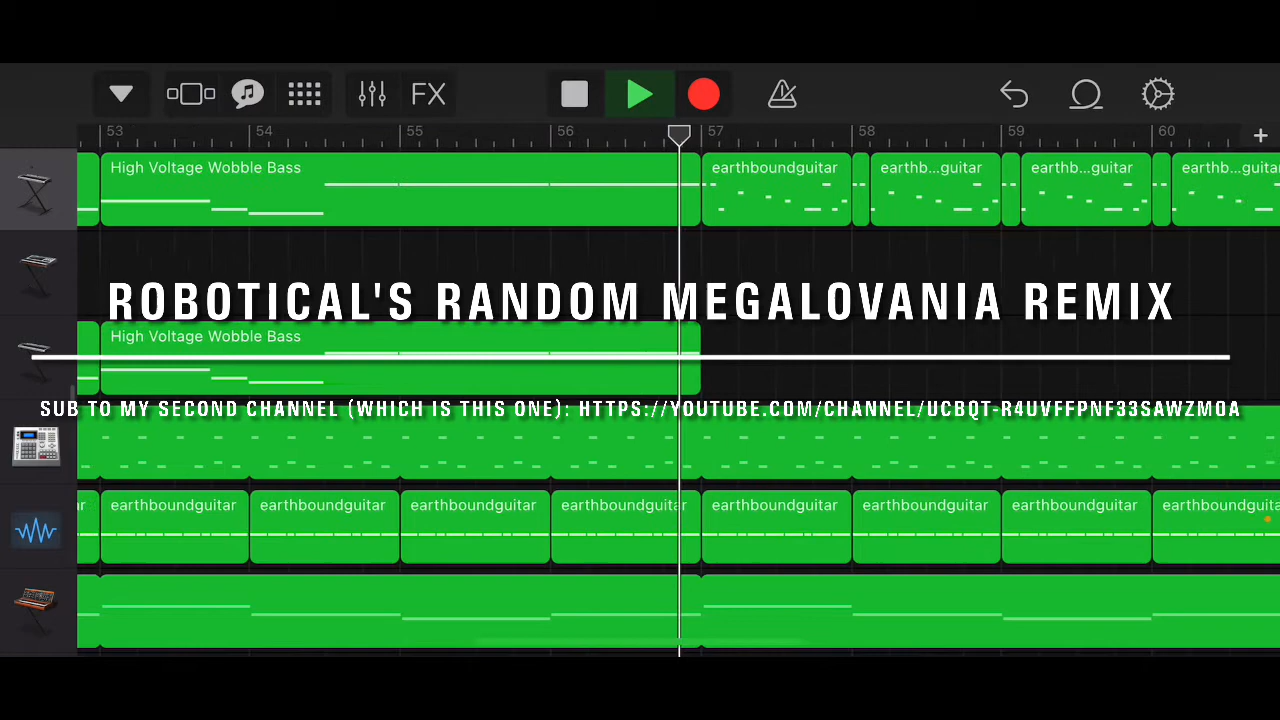 FX
53 54 55 56 57 58 59 60
High Voltage Wobble Bass earthboundguitar earthb...guitar earthb...guitar earthb...guit
ROBOTICAL'S RANDOM MEGALOVANIA REMIX
High Voltage Wobble Bass
SUB TO MY SECOND CHANNEL (WHICH IS THIS ONE): HTTPS://YOUTUBE.COM/CHANNEL/UCBQT-R4UVFFPNF33SAWZMOA
ar earthboundguitar earthboundguitar earthboundguitar earthboundguitar earthboundguitar earthboundguitar earthboundguitar earthboundguita